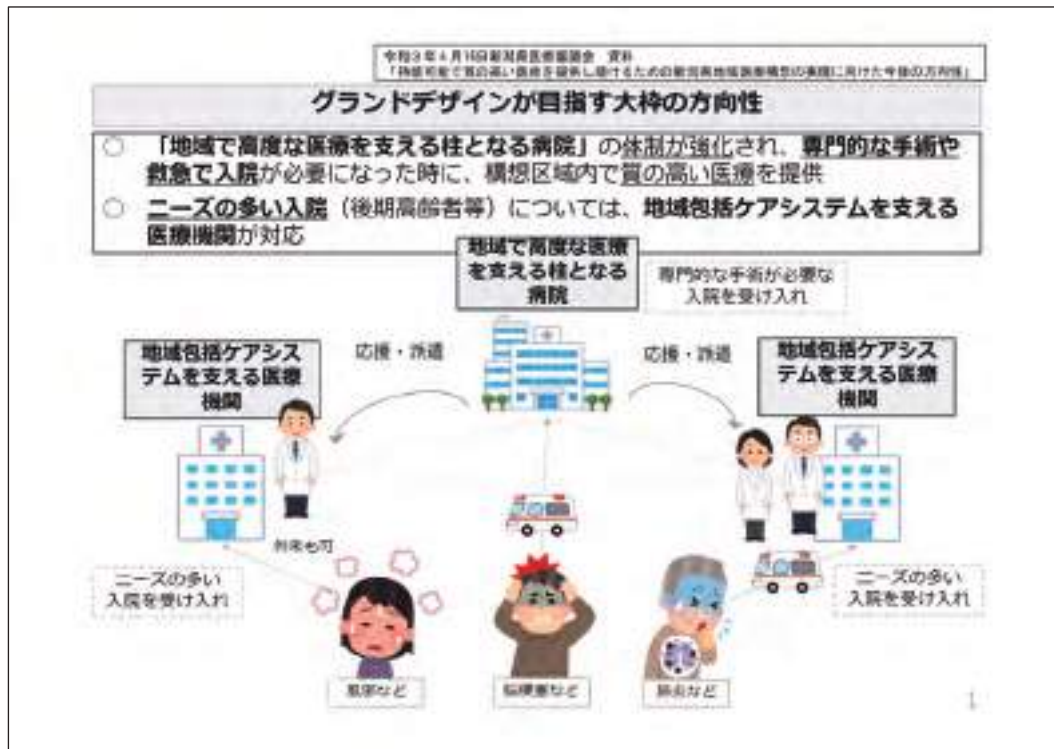 令和3年4月16日新潟県医療審議会 資料
「持続可能で質の高い医療を提供し続けるための新潟県地域医療構想の実現に向けた今後の方向性」
グランドデザインが目指す大枠の方向性
○ 「地域で高度な医療を支える柱となる病院」の体制が強化され、専門的な手術や
救急で入院が必要になった時に、構想区域内で質の高い医療を提供
○ ニーズの多い入院（後期高齢者等）については、地域包括ケアシステムを支える
医療機関が対応
地域で高度な医療
を支える柱となる
病院
専門的な手術が必要な
入院を受け入れ
地域包括ケアシス
テムを支える医療
機関
応援・派遣
応援・派遣
地域包括ケアシス
テムを支える医療
機関
外来も可
ニーズの多い
入院を受け入れ
ニーズの多い
入院を受け入れ
風邪など
脳梗塞など
肺炎など
1